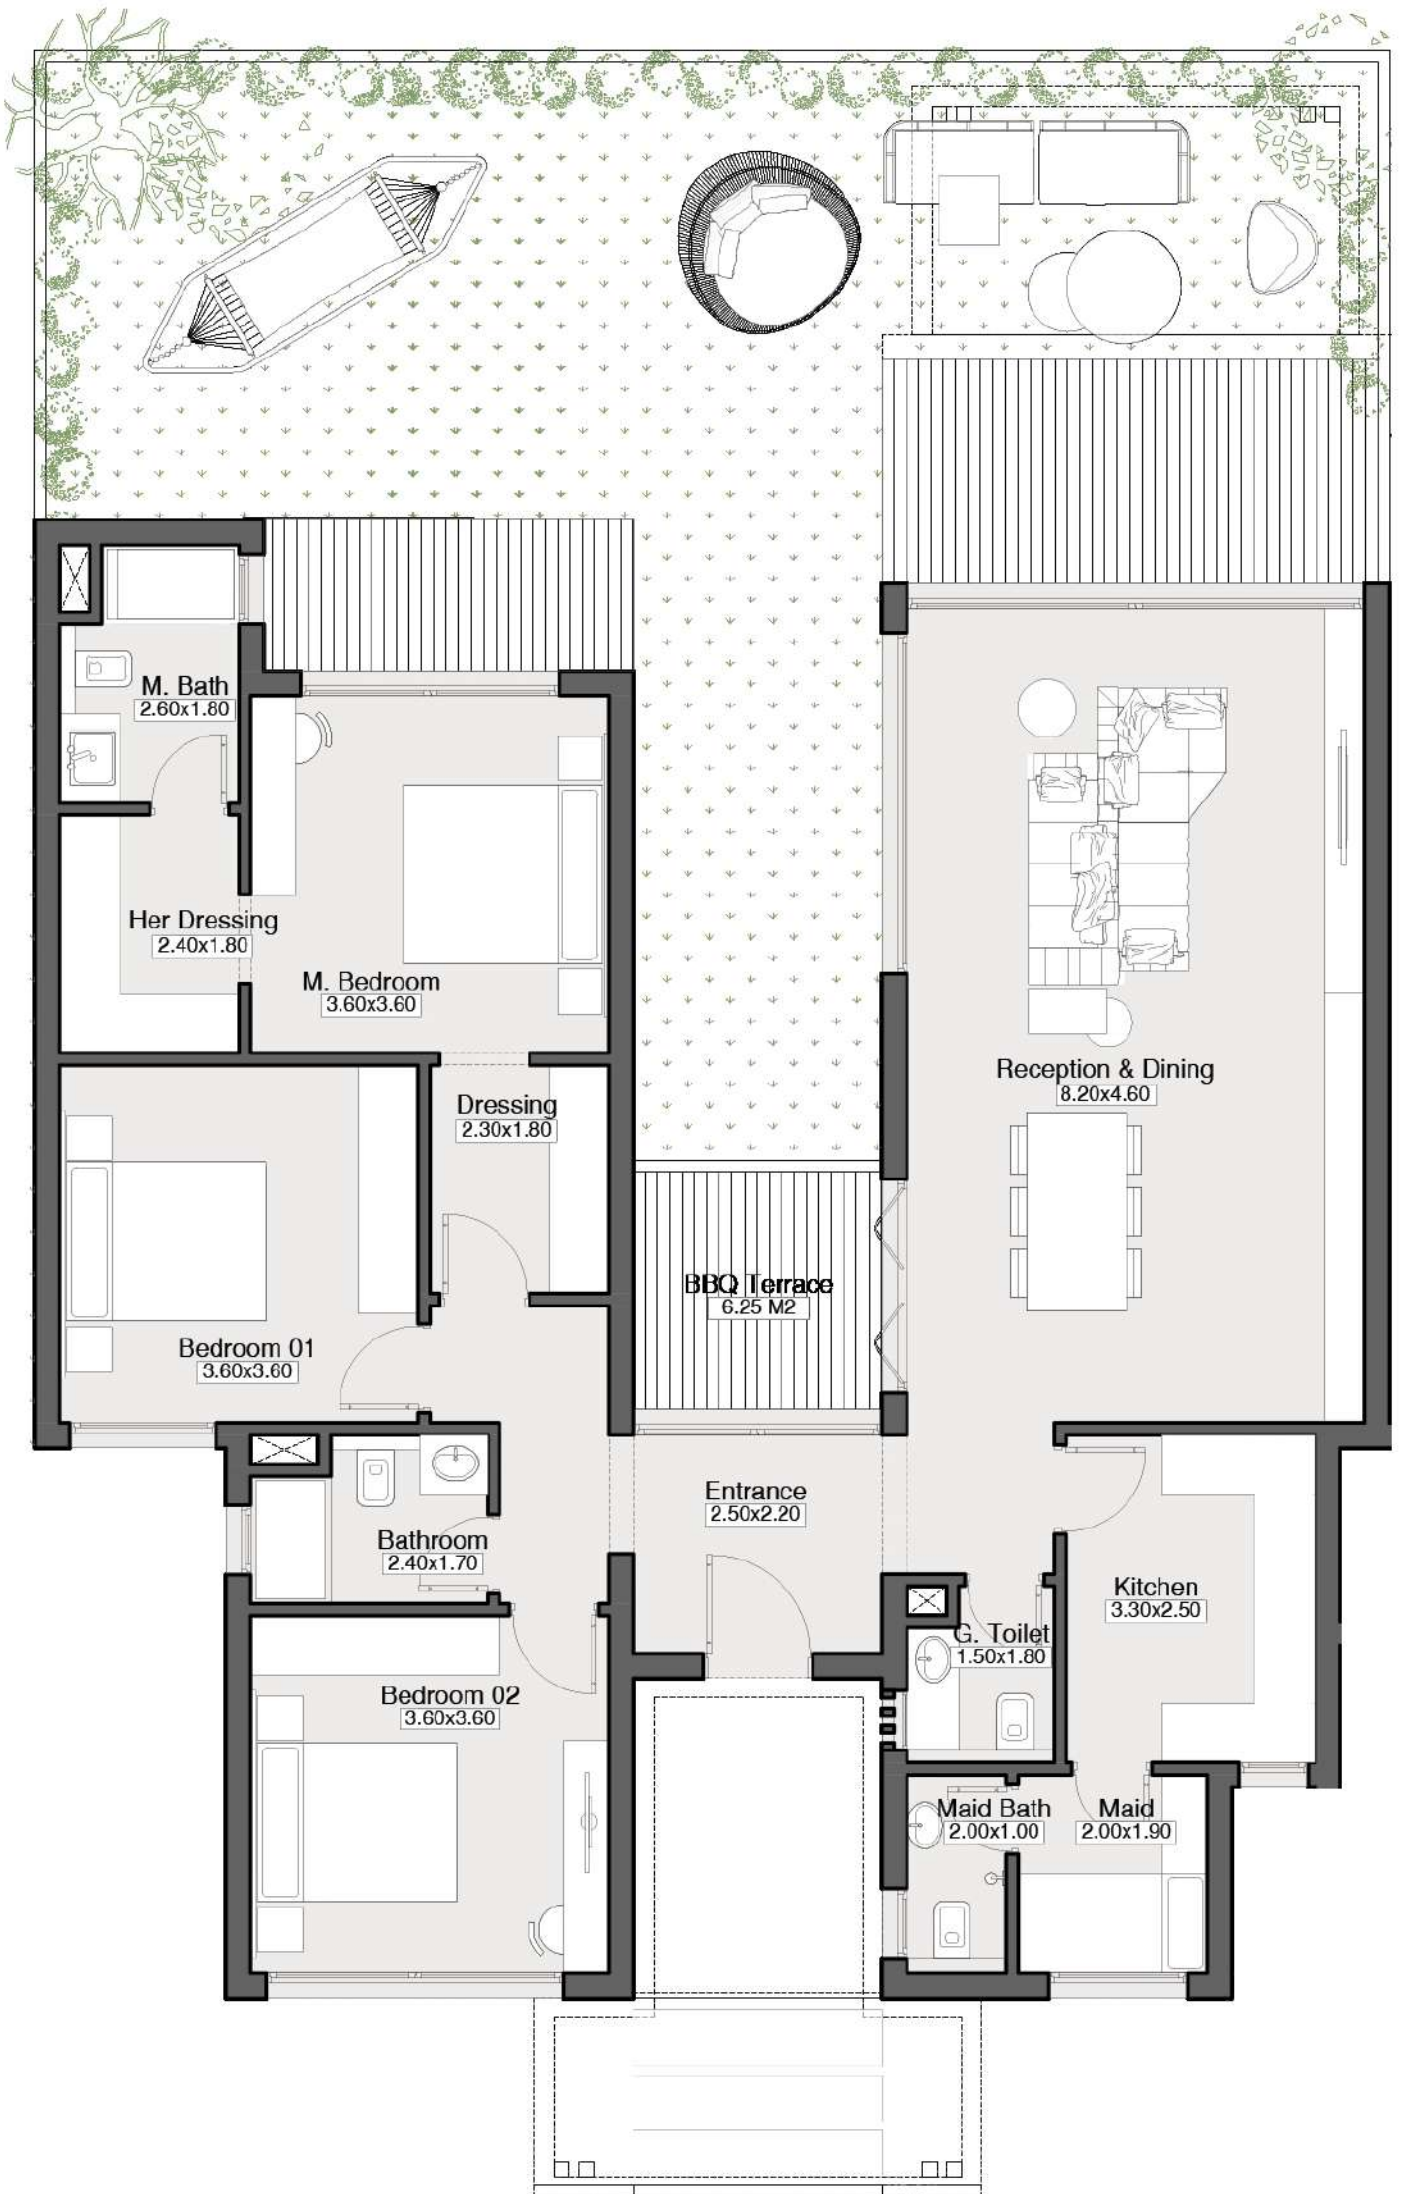 M. Bath
2.60x1.80
Her Dressing
2.40x1.80
M. Bedroom
3.60x3.60
Reception & Dining
8.20x4.60
Dressing
2.30x1.80
BBQ Terrace
6.25 M2
Bedroom 01
3.60x3.60
Entrance
2.50x2.20
Bathroom
2.40x1.70
Kitchen
3.30x2.50
G. Toilet
1.50x1.80
Bedroom 02
3.60x3.60
Maid Bath
2.00x1.00
Maid
2.00x1.90